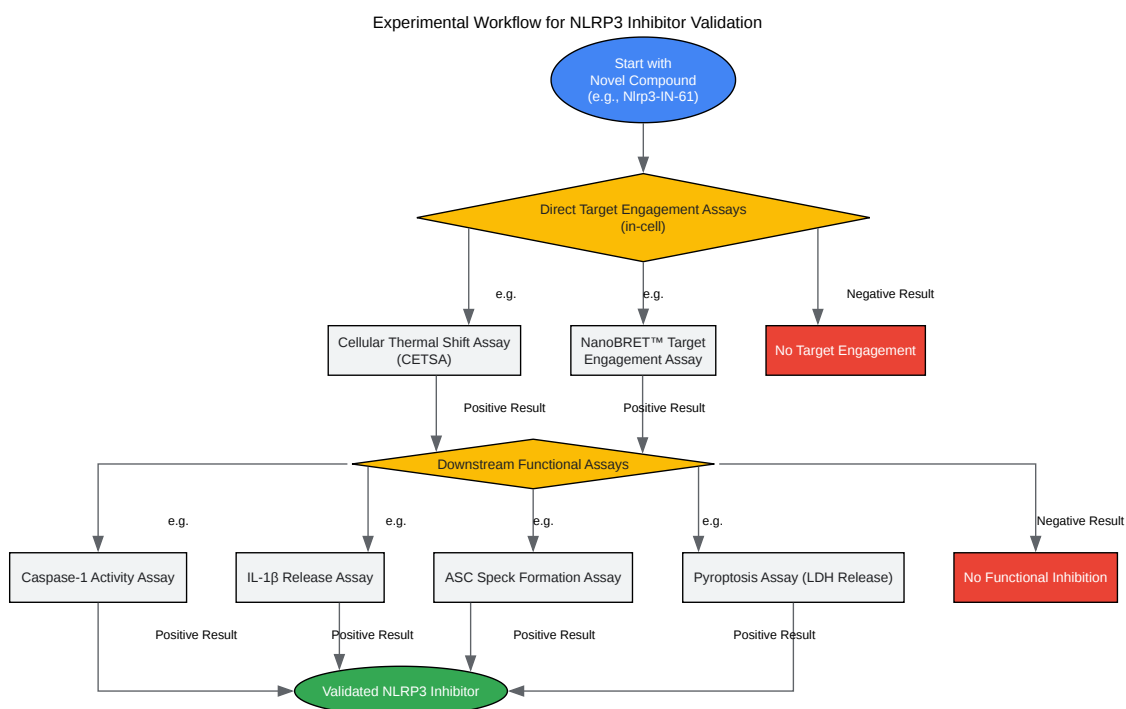 Experimental Workflow for NLRP3 Inhibitor Validation
Start with
Novel Compound
(e.g., Nlrp3-IN-61)
Direct Target Engagement Assays
(in-cell)
e.g.
e.g.
Negative Result
Cellular Thermal Shift Assay
(CETSA)
NanoBRET™ Target
Engagement Assay
No Target Engagement
Positive Result
Positive Result
Downstream Functional Assays
e.g.
e.g.
e.g.
e.g.
Negative Result
Caspase-1 Activity Assay
IL-1β Release Assay
ASC Speck Formation Assay
Pyroptosis Assay (LDH Release)
No Functional Inhibition
Positive Result
Positive Result
Positive Result
Positive Result
Validated NLRP3 Inhibitor